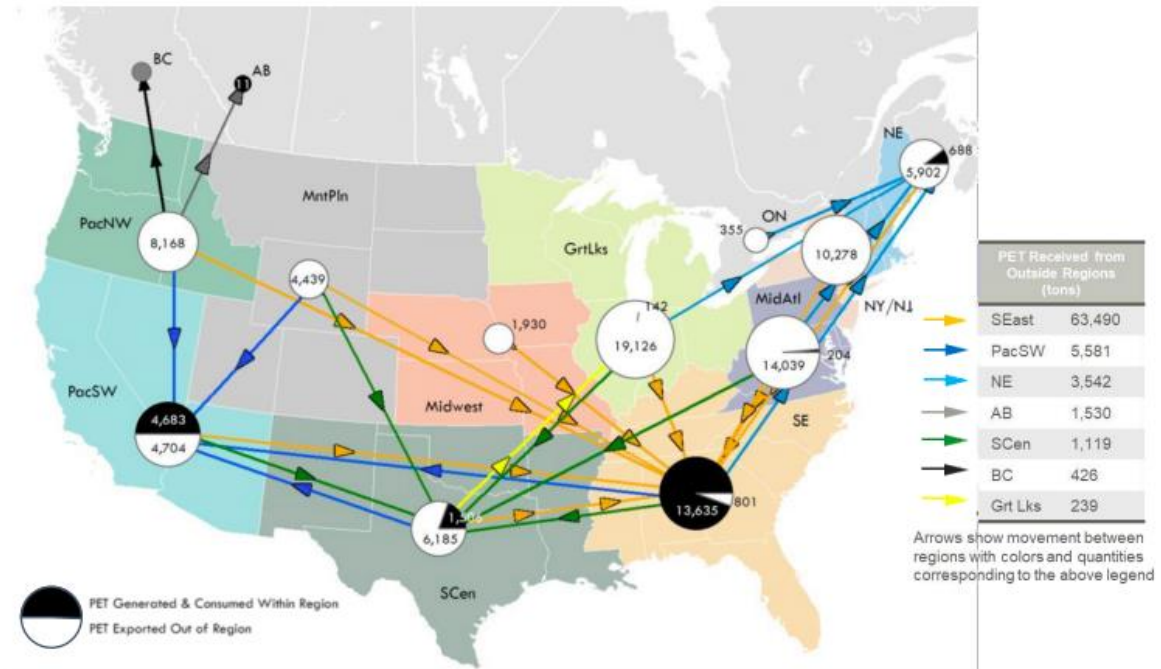 BC
AB
11
NE
688
5,902
MntPln
ON
355
PacNW
8,168
GrtLks
10,278
4,439
MidAtl
NY/NJ
142
1,930
19,126
14,039
204
PacSW
Midwest
SE
4,683
4,704
13,635
801
1,506
6,185
SCen
PET Generated & Consumed Within Region
PET Exported Out of Region
PET Received from
Outside Regions
(tons)
SEast 63,490
PacSW 5,581
NE 3,542
AB 1,530
SCen 1,119
BC 426
Grt Lks 239
Arrows show movement between
regions with colors and quantities
corresponding to the above legend